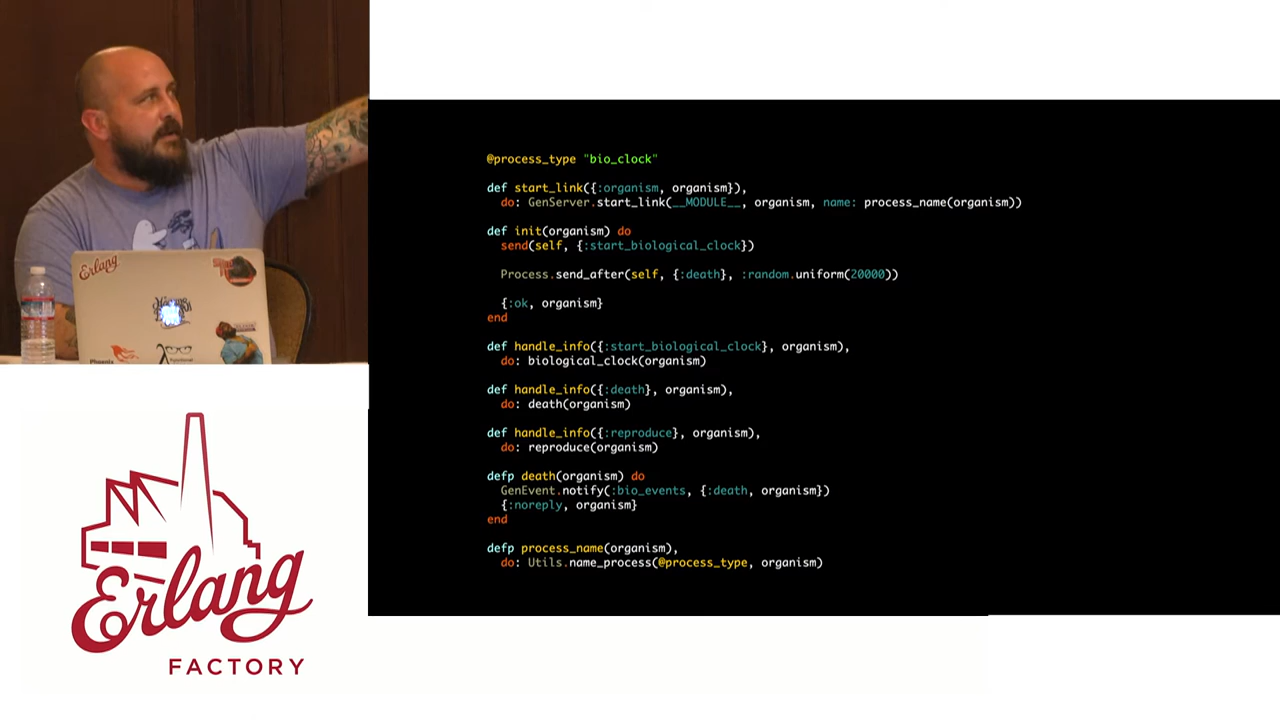 @process_type "bio_clock"
def start_link({:organism, organism}),
  do: GenServer.start_link(__MODULE__, organism, name: process_name(organism))
def init(organism) do
  send(self, {:start_biological_clock})
  Process.send_after(self, {:death}, :random.uniform(20000))
  {:ok, organism}
end
def handle_info({:start_biological_clock}, organism),
  do: biological_clock(organism)
def handle_info({:death}, organism),
  do: death(organism)
def handle_info({:reproduce}, organism),
  do: reproduce(organism)
defp death(organism) do
  GenEvent.notify(:bio_events, {:death, organism})
  {:noreply, organism}
end
defp process_name(organism),
  do: Utils.name_process(@process_type, organism)
Erlang
Phoenix
Functional
Erlang
FACTORY